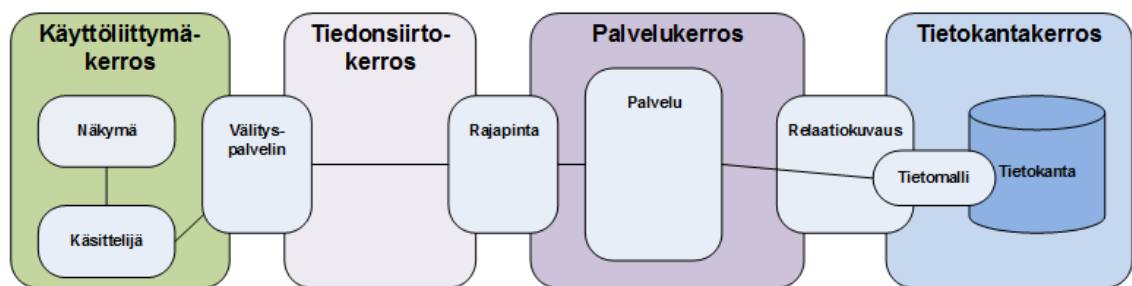 Käyttöliittymä-
kerros
Tiedonsiirto-
kerros
Palvelukerros
Tietokantakerros
Näkymä
Käsittelijä
Välitys-
palvelin
Rajapinta
Palvelu
Relaatiokuvaus
Tietomalli
Tietokanta